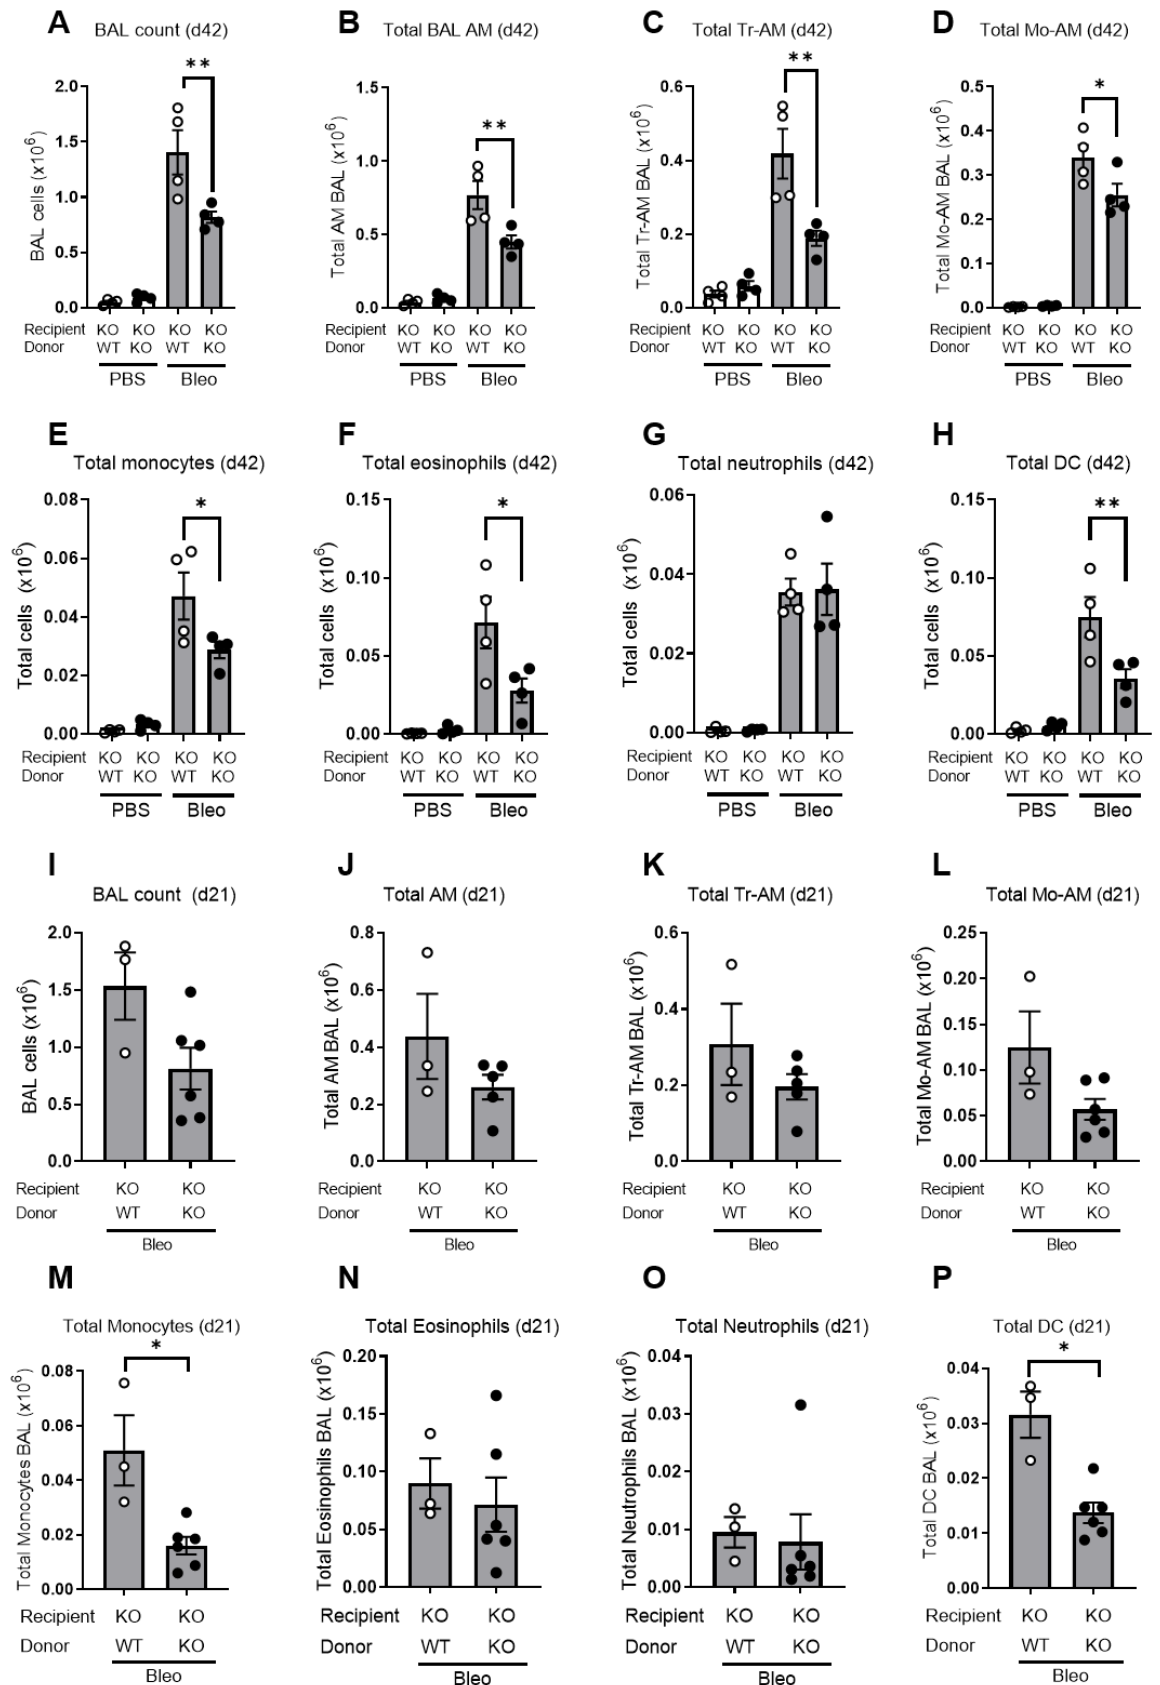 A
BAL count (d42)
**
BAL cells (x10⁶)
2.0
1.5
1.0
0.5
0.0
Recipient KO KO KO KO
Donor WT KO WT KO
PBS Bleo
B
Total BAL AM (d42)
**
Total AM BAL (x10⁶)
1.5
1.0
0.5
0.0
KO KO KO KO
WT KO WT KO
PBS Bleo
C
Total Tr-AM (d42)
**
Total Tr-AM BAL (x10⁶)
0.6
0.4
0.2
0.0
Recipient KO KO KO KO
Donor WT KO WT KO
PBS Bleo
D
Total Mo-AM (d42)
*
Total Mo-AM BAL (x10⁶)
0.5
0.4
0.3
0.2
0.1
0.0
Recipient KO KO KO KO
Donor WT KO WT KO
PBS Bleo
E
Total monocytes (d42)
*
Total cells (x10⁶)
0.08
0.06
0.04
0.02
0.00
Recipient KO KO KO KO
Donor WT KO WT KO
PBS Bleo
F
Total eosinophils (d42)
*
Total cells (x10⁶)
0.15
0.10
0.05
0.00
Recipient KO KO KO KO
Donor WT KO WT KO
PBS Bleo
G
Total neutrophils (d42)
Total cells (x10⁶)
0.06
0.04
0.02
0.00
Recipient KO KO KO KO
Donor WT KO WT KO
PBS Bleo
H
Total DC (d42)
**
Total cells (x10⁶)
0.15
0.10
0.05
0.00
Recipient KO KO KO KO
Donor WT KO WT KO
PBS Bleo
I
BAL count (d21)
BAL cells (x10⁶)
2.0
1.5
1.0
0.5
0.0
Recipient KO KO
Donor WT KO
Bleo
J
Total AM (d21)
Total AM BAL (x10⁶)
0.8
0.6
0.4
0.2
0.0
Recipient KO KO
Donor WT KO
Bleo
K
Total Tr-AM (d21)
Total Tr-AM BAL (x10⁶)
0.6
0.4
0.2
0.0
Recipient KO KO
Donor WT KO
Bleo
L
Total Mo-AM (d21)
Total Mo-AM BAL (x10⁶)
0.25
0.20
0.15
0.10
0.05
0.00
Recipient KO KO
Donor WT KO
Bleo
M
Total Monocytes (d21)
*
Total Monocytes BAL (x10⁶)
0.08
0.06
0.04
0.02
0.00
Recipient KO KO
Donor WT KO
Bleo
N
Total Eosinophils (d21)
Total Eosinophils BAL (x10⁶)
0.20
0.15
0.10
0.05
0.00
Recipient KO KO
Donor WT KO
Bleo
O
Total Neutrophils (d21)
Total Neutrophils BAL (x10⁶)
0.04
0.03
0.02
0.01
0.00
Recipient KO KO
Donor WT KO
Bleo
P
Total DC (d21)
*
Total DC BAL (x10⁶)
0.04
0.03
0.02
0.01
0.00
Recipient KO KO
Donor WT KO
Bleo